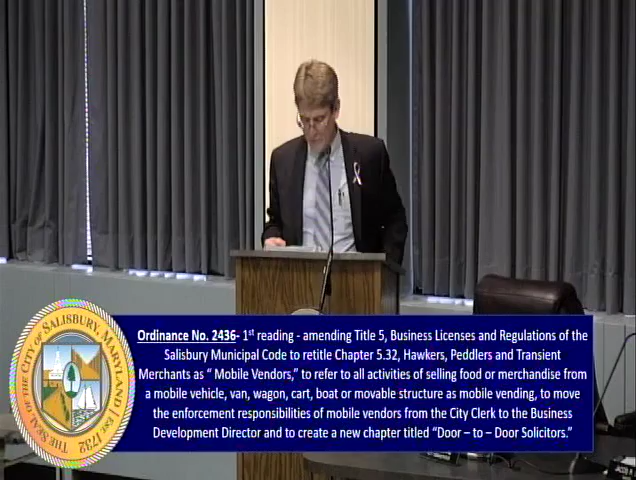 Ordinance No. 2436- 1st reading - amending Title 5, Business Licenses and Regulations of the
Salisbury Municipal Code to retitle Chapter 5.32, Hawkers, Peddlers and Transient
Merchants as “ Mobile Vendors,” to refer to all activities of selling food or merchandise from
a mobile vehicle, van, wagon, cart, boat or movable structure as mobile vending, to move
the enforcement responsibilities of mobile vendors from the City Clerk to the Business
Development Director and to create a new chapter titled “Door – to – Door Solicitors.”
THE SEAL OF THE CITY OF SALISBURY, MARYLAND
EST 1732